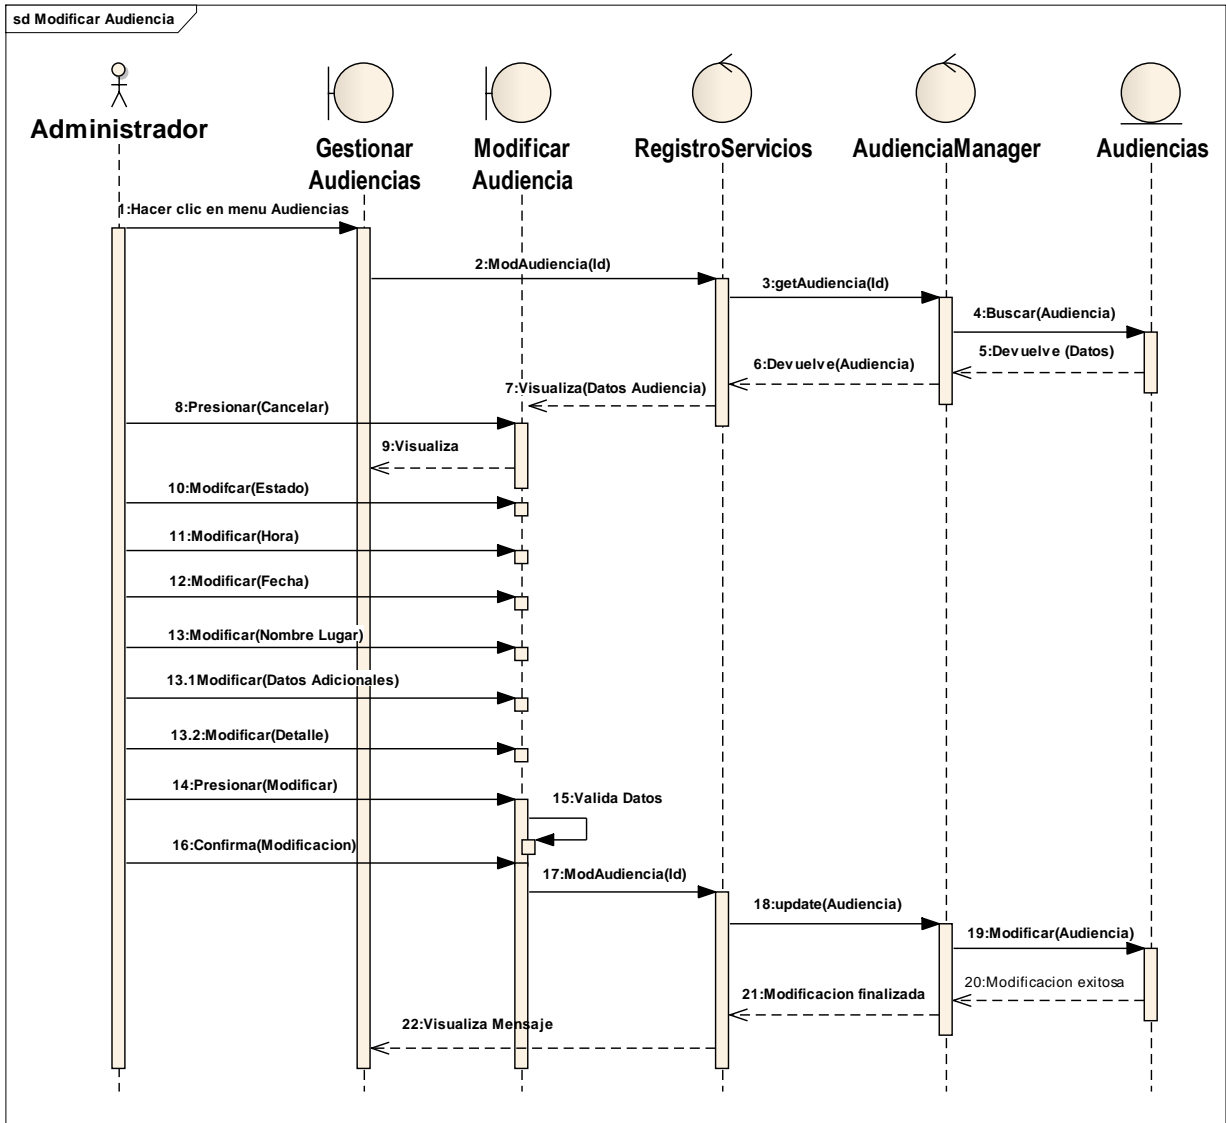 sd Modificar Audiencia
Administrador
Gestionar
Audiencias
Modificar
Audiencia
RegistroServicios
AudienciaManager
Audiencias
1:Hacer clic en menu Audiencias
2:ModAudiencia(Id)
3:getAudiencia(Id)
4:Buscar(Audiencia)
5:Devuelve (Datos)
6:Devuelve(Audiencia)
7:Visualiza(Datos Audiencia)
8:Presionar(Cancelar)
9:Visualiza
10:Modifcar(Estado)
11:Modificar(Hora)
12:Modificar(Fecha)
13:Modificar(Nombre Lugar)
13.1Modificar(Datos Adicionales)
13.2:Modificar(Detalle)
14:Presionar(Modificar)
15:Valida Datos
16:Confirma(Modificacion)
17:ModAudiencia(Id)
18:update(Audiencia)
19:Modificar(Audiencia)
20:Modificacion exitosa
21:Modificacion finalizada
22:Visualiza Mensaje